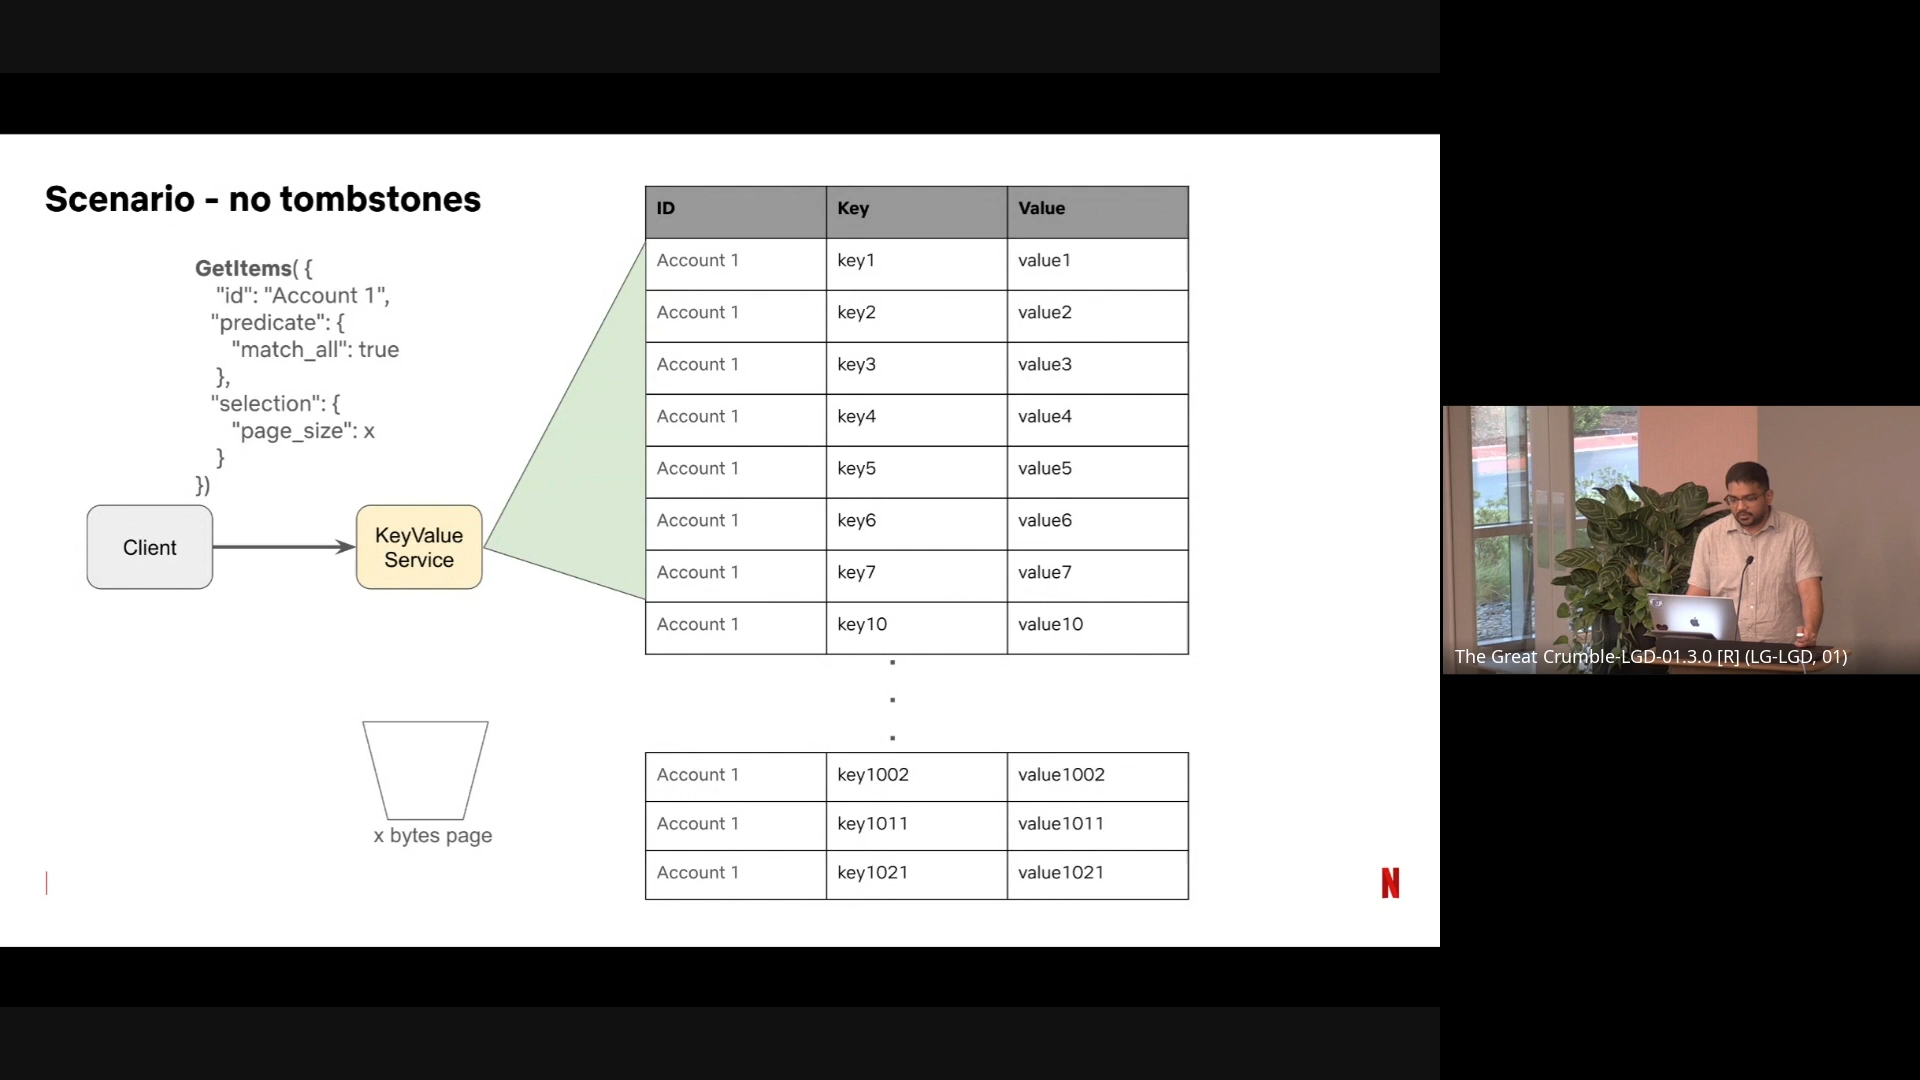 Scenario - no tombstones
GetItems( {
"id": "Account 1",
"predicate": {
"match_all": true
},
"selection": {
"page_size": x
}
})
Client
KeyValue
Service
x bytes page
ID Key Value
Account 1 key1 value1
Account 1 key2 value2
Account 1 key3 value3
Account 1 key4 value4
Account 1 key5 value5
Account 1 key6 value6
Account 1 key7 value7
Account 1 key10 value10
Account 1 key1002 value1002
Account 1 key1011 value1011
Account 1 key1021 value1021
N
The Great Crumble-LGD-01.3.0 [R] (LG-LGD, 01)